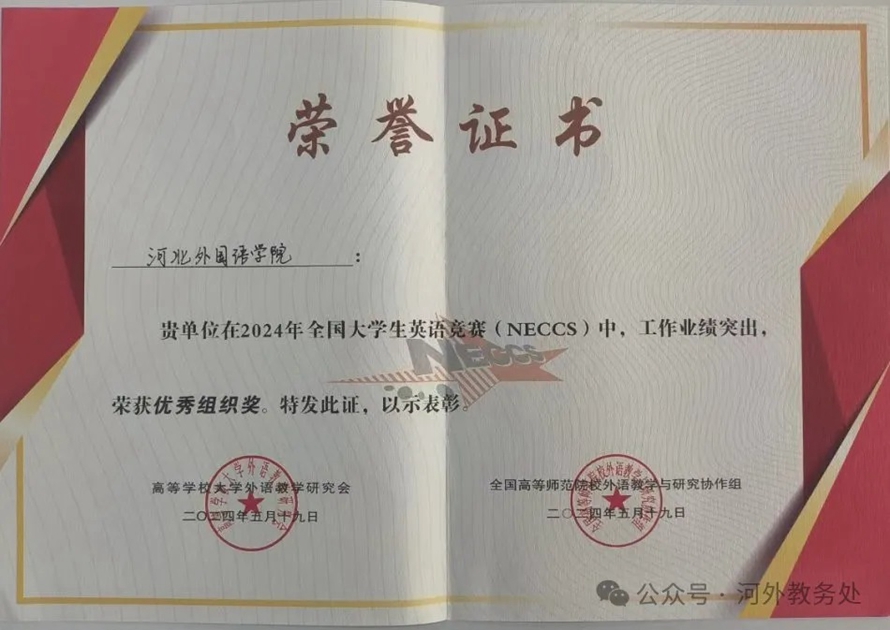 荣誉证书
河北外国语学院：
贵单位在2024年全国大学生英语竞赛（NECCS）中，工作业绩突出，
NECCS
荣获优秀组织奖。特发此证，以示表彰。
高等学校大学外语教学研究会
二〇二四年五月十九日
全国高等师范院校外语教学与研究协作组
二〇二四年五月十九日
公众号·河外教务处